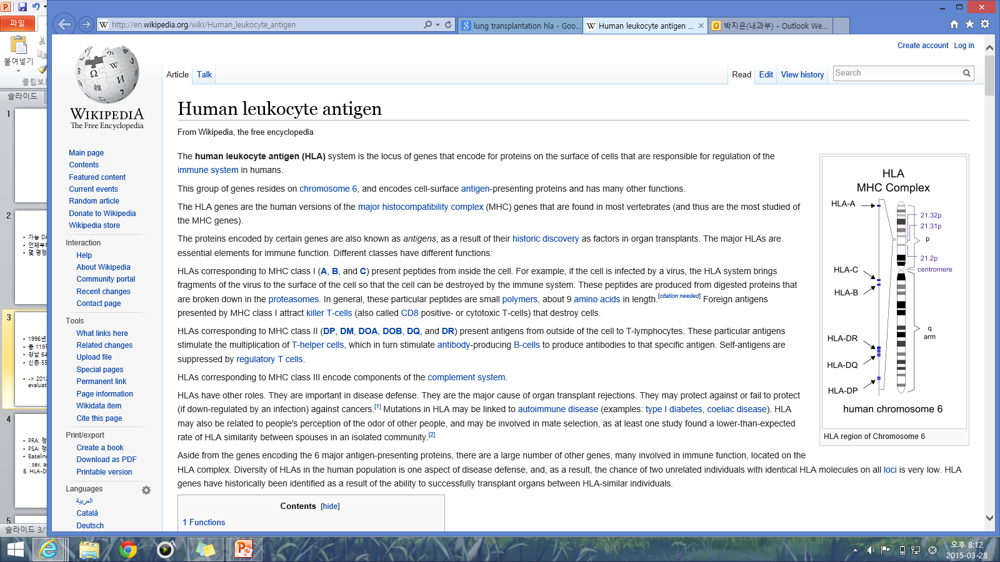 파일
붙여넣기
클립보드
슬라이드
1
2
• 가능 DA
• 언제부터
• 몇 명정
3
• 1996년
• 총 119명
• 강남 64
• 신촌 55
• -> 2012
evaluati
4
• PRA: 정
• PSA: 정
• Baseline
: sex, a
B, HLA-D
5
슬라이드 3/
http://en.wikipedia.org/wiki/Human_leukocyte_antigen
lung transplantation hla - Goo...
Human leukocyte antigen ...
박지은(내과부) - Outlook We...
Create account Log in
WIKIPEDIA
The Free Encyclopedia
Article Talk
Read Edit View history
Search
Main page
Contents
Featured content
Current events
Random article
Donate to Wikipedia
Wikipedia store
Interaction
Help
About Wikipedia
Community portal
Recent changes
Contact page
Tools
What links here
Related changes
Upload file
Special pages
Permanent link
Page information
Wikidata item
Cite this page
Print/export
Create a book
Download as PDF
Printable version
Languages
العربية
Català
Deutsch
Human leukocyte antigen
From Wikipedia, the free encyclopedia
The human leukocyte antigen (HLA) system is the locus of genes that encode for proteins on the surface of cells that are responsible for regulation of the
immune system in humans.
This group of genes resides on chromosome 6, and encodes cell-surface antigen-presenting proteins and has many other functions.
The HLA genes are the human versions of the major histocompatibility complex (MHC) genes that are found in most vertebrates (and thus are the most studied of
the MHC genes).
The proteins encoded by certain genes are also known as antigens, as a result of their historic discovery as factors in organ transplants. The major HLAs are
essential elements for immune function. Different classes have different functions:
HLAs corresponding to MHC class I (A, B, and C) present peptides from inside the cell. For example, if the cell is infected by a virus, the HLA system brings
fragments of the virus to the surface of the cell so that the cell can be destroyed by the immune system. These peptides are produced from digested proteins that
are broken down in the proteasomes. In general, these particular peptides are small polymers, about 9 amino acids in length.[citation needed] Foreign antigens
presented by MHC class I attract killer T-cells (also called CD8 positive- or cytotoxic T-cells) that destroy cells.
HLAs corresponding to MHC class II (DP, DM, DOA, DOB, DQ, and DR) present antigens from outside of the cell to T-lymphocytes. These particular antigens
stimulate the multiplication of T-helper cells, which in turn stimulate antibody-producing B-cells to produce antibodies to that specific antigen. Self-antigens are
suppressed by regulatory T cells.
HLAs corresponding to MHC class III encode components of the complement system.
HLAs have other roles. They are important in disease defense. They are the major cause of organ transplant rejections. They may protect against or fail to protect
(if down-regulated by an infection) against cancers.[1] Mutations in HLA may be linked to autoimmune disease (examples: type I diabetes, coeliac disease). HLA
may also be related to people's perception of the odor of other people, and may be involved in mate selection, as at least one study found a lower-than-expected
rate of HLA similarity between spouses in an isolated community.[2]
Aside from the genes encoding the 6 major antigen-presenting proteins, there are a large number of other genes, many involved in immune function, located on the
HLA complex. Diversity of HLAs in the human population is one aspect of disease defense, and, as a result, the chance of two unrelated individuals with identical HLA molecules on all loci is very low. HLA
genes have historically been identified as a result of the ability to successfully transplant organs between HLA-similar individuals.
Contents [hide]
1 Functions
HLA
MHC Complex
HLA-A
21.32p
21.31p
p
21.2p
centromere
HLA-C
HLA-B
q
arm
HLA-DR
HLA-DQ
HLA-DP
human chromosome 6
HLA region of Chromosome 6
오후 8:12
2015-03-28